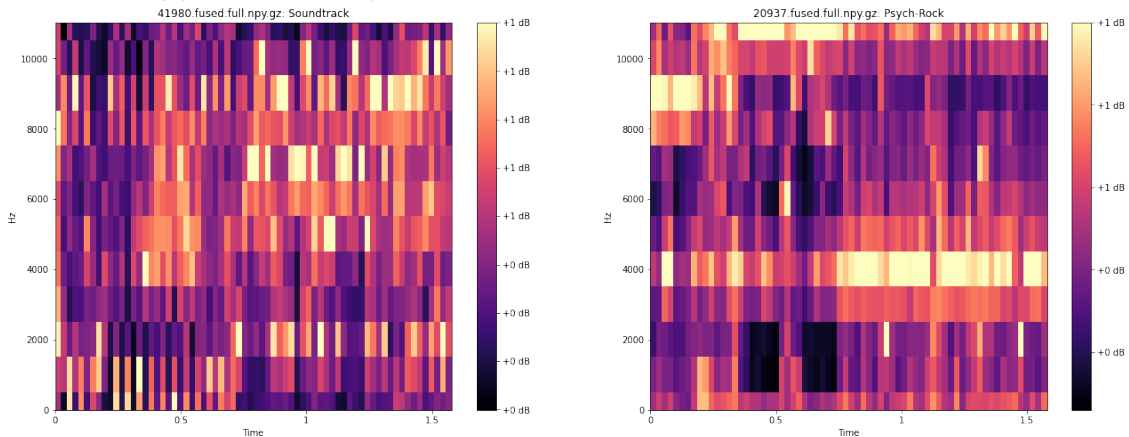 41980.fused.full.npy.gz: Soundtrack
10000
8000
6000
4000
2000
0
Hz
0
0.5
1
1.5
Time
+1 dB
+1 dB
+1 dB
+1 dB
+1 dB
+0 dB
+0 dB
+0 dB
+0 dB
20937.fused.full.npy.gz: Psych-Rock
10000
8000
6000
4000
2000
0
Hz
0
0.5
1
1.5
Time
+1 dB
+1 dB
+1 dB
+0 dB
+0 dB